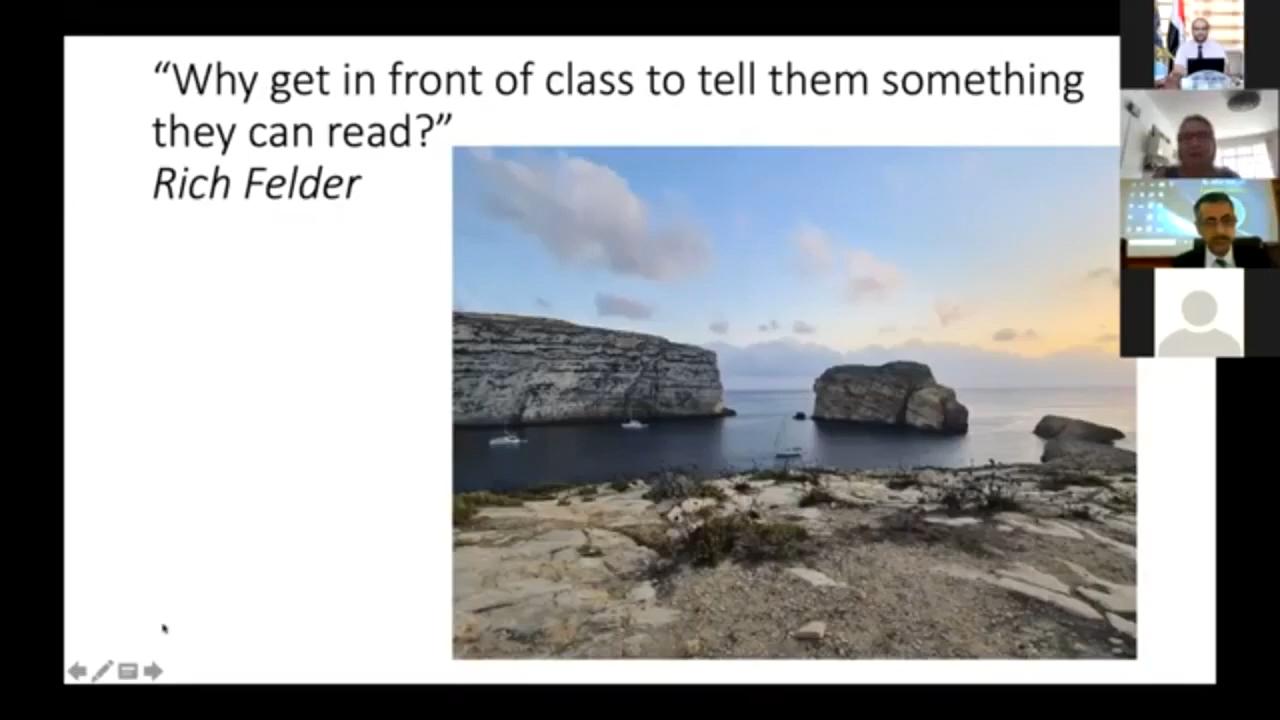 “Why get in front of class to tell them something
they can read?”
Rich Felder